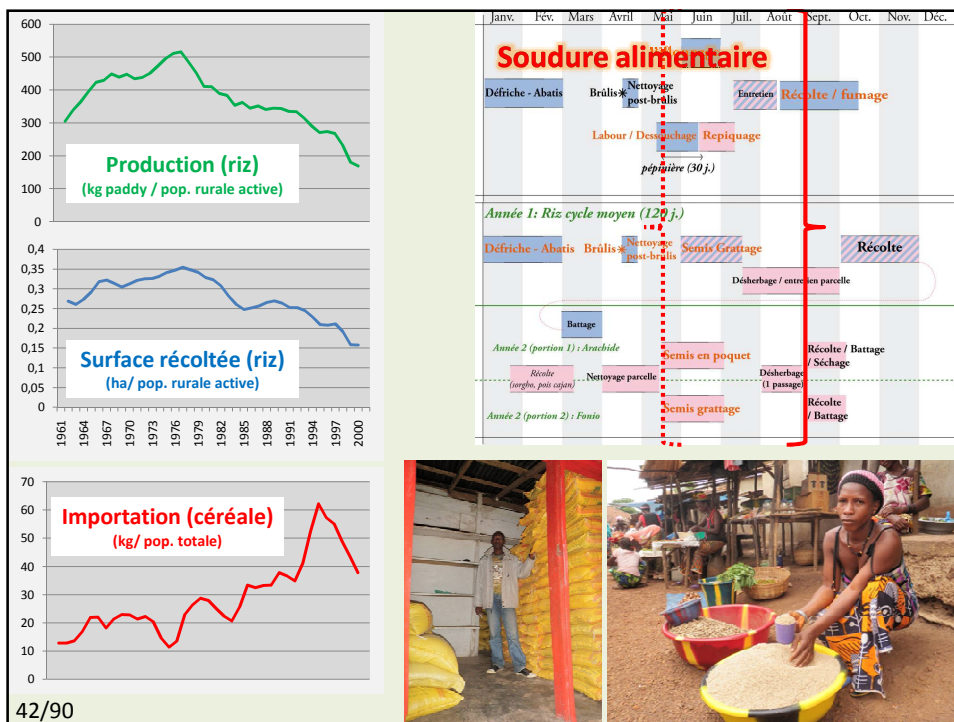 600
500
400
300
200
100
0
Production (riz)
(kg paddy / pop. rurale active)
0,4
0,35
0,3
0,25
0,2
0,15
0,1
0,05
0
Surface récoltée (riz)
(ha/ pop. rurale active)
1961 1964 1967 1970 1973 1976 1979 1982 1985 1988 1991 1994 1997 2000
70
60
50
40
30
20
10
0
Importation (céréale)
(kg/ pop. totale)
42/90
Janv. Fév. Mars Avril Mai Juin Juil. Août Sept. Oct. Nov. Déc.
Soudure alimentaire
Défriche - Abatis
Brûlis
Nettoyage
post-brûlis
Entretien
Récolte / fumage
Labour / Dessouchage
Repiquage
pépinière (30 j.)
Année 1: Riz cycle moyen (120 j.)
Défriche - Abatis
Brûlis
Nettoyage
post-brûlis
Semis Grattage
Récolte
Désherbage / entretien parcelle
Battage
Année 2 (portion 1) : Arachide
Semis en poquet
Récolte / Battage
/ Séchage
Récolte
(sorgho, pois cajan)
Nettoyage parcelle
Désherbage
(1 passage)
Année 2 (portion 2) : Fonio
Semis grattage
Récolte
/ Battage